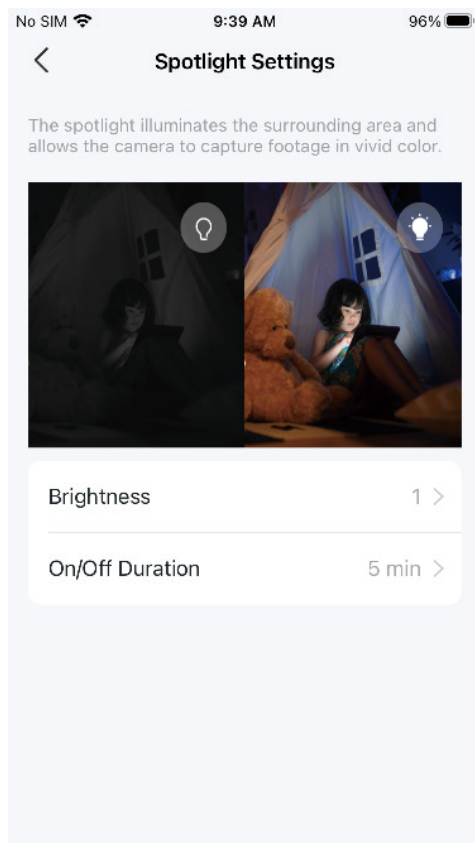 No SIM 9:39 AM 96%
Spotlight Settings
The spotlight illuminates the surrounding area and
allows the camera to capture footage in vivid color.
Brightness 1
On/Off Duration 5 min